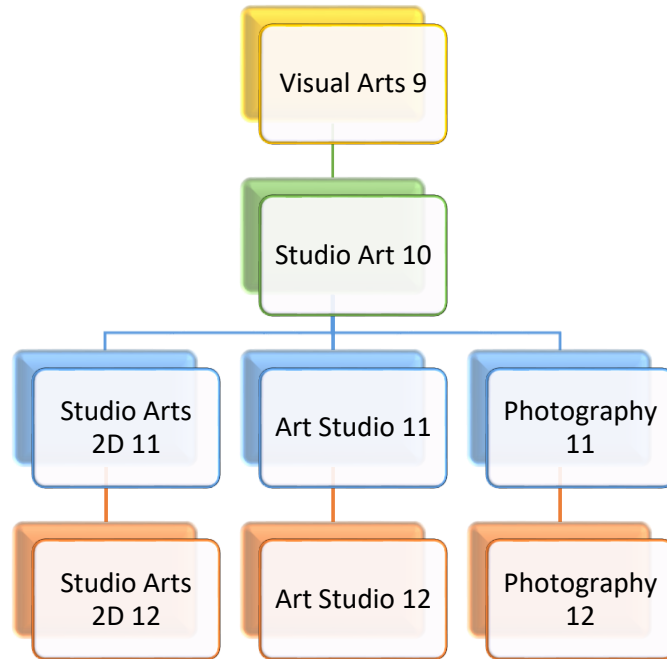 Visual Arts 9
Studio Art 10
Studio Arts
2D 11
Art Studio 11
Photography
11
Studio Arts
2D 12
Art Studio 12
Photography
12